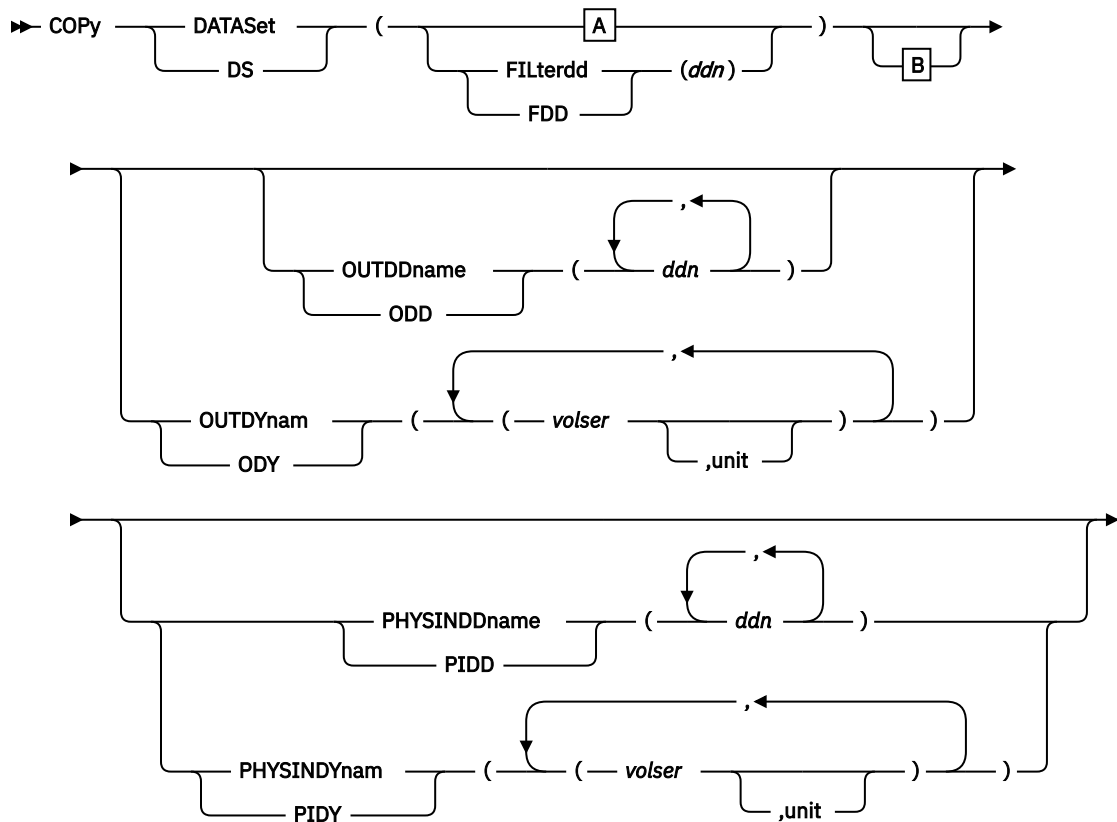 COPy DATASet ( A ) B
DS FILterdd (ddn)
FDD
,
OUTDDname ( ddn )
ODD
,
OUTDYnam ( ( volser ) )
ODY ,unit
,
PHYSINDDname ( ddn )
PIDD
,
PHYSINDYnam ( ( volser ) )
PIDY ,unit